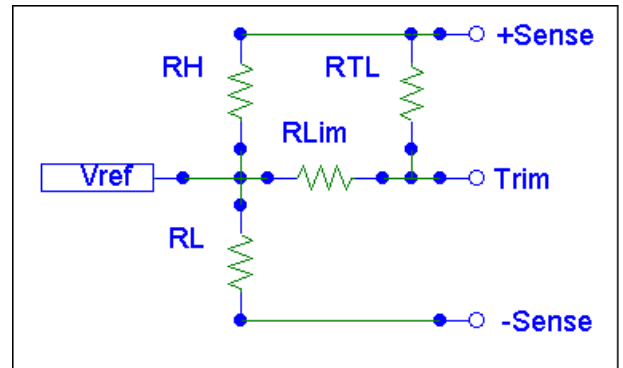 +Sense
RH
RTL
RLim
Vref
Trim
RL
-Sense